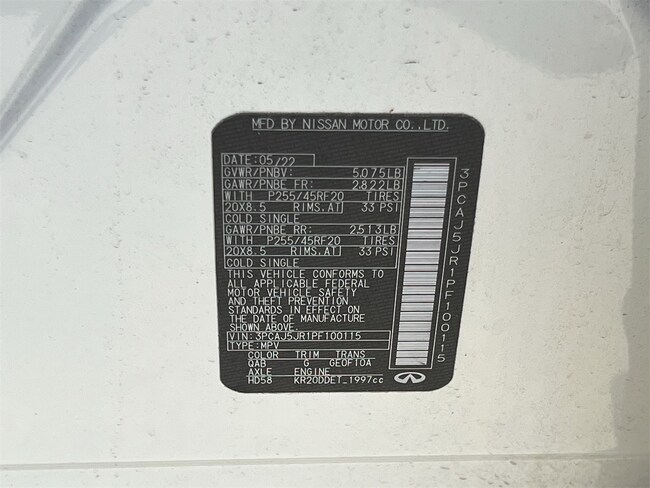 MFD BY NISSAN MOTOR CO.,LTD.
DATE: 05/22
GVWR/PNBV: 5,075LB
GAWR/PNBE FR: 2,822LB
WITH P255/45RF20 TIRES
20X8.5 RIMS.AT 33 PSI
COLD SINGLE
GAWR/PNBE RR: 2,513LB
WITH P255/45RF20 TIRES
20X8.5 RIMS.AT 33 PSI
COLD SINGLE
THIS VEHICLE CONFORMS TO
ALL APPLICABLE FEDERAL
MOTOR VEHICLE SAFETY
AND THEFT PREVENTION
STANDARDS IN EFFECT ON
THE DATE OF MANUFACTURE
SHOWN ABOVE.
VIN: 3PCAJ5JR1PF100115
TYPE: MPV
COLOR TRIM TRANS
QAB G GE0F10A
AXLE ENGINE
HD58 KR20DDET 1997cc
3PCAJ5JR1PF100115